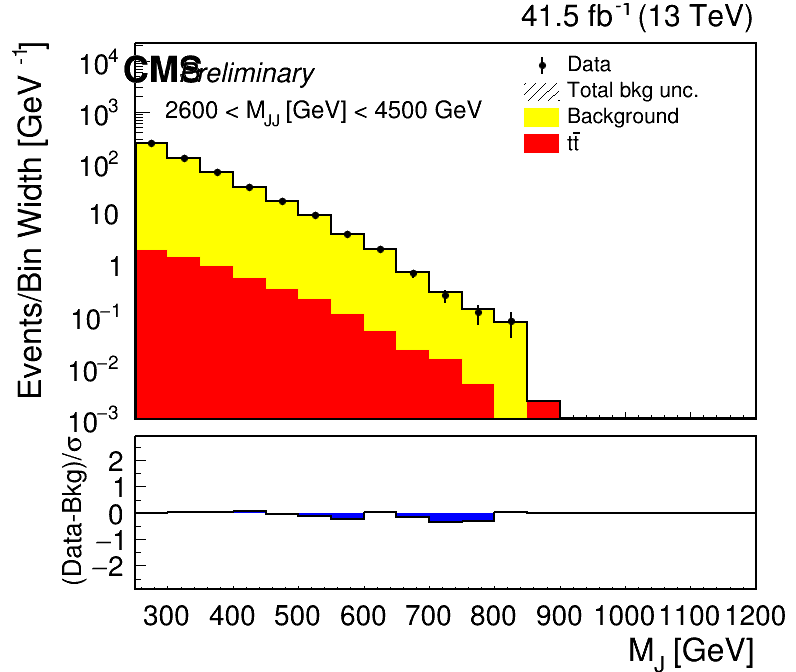 41.5 fb⁻¹ (13 TeV)
CMS Preliminary
2600 < M_JJ [GeV] < 4500 GeV
Data
Total bkg unc.
Background
tt̄
Events/Bin Width [GeV⁻¹]
10⁴
10³
10²
10
1
10⁻¹
10⁻²
10⁻³
(Data-Bkg)/σ
2
1
0
−1
−2
300 400 500 600 700 800 900 1000 1100 1200
M_J [GeV]